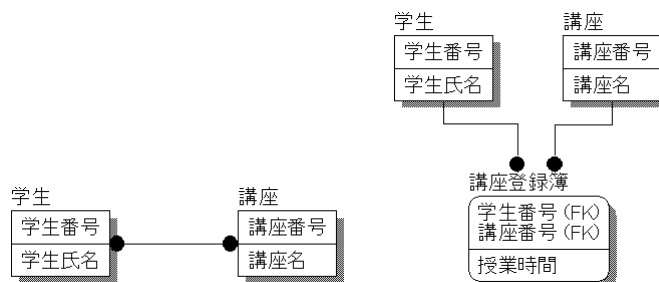 学生
学生番号
学生氏名
講座
講座番号
講座名
学生
学生番号
学生氏名
講座
講座番号
講座名
講座登録簿
学生番号(FK)
講座番号(FK)
授業時間